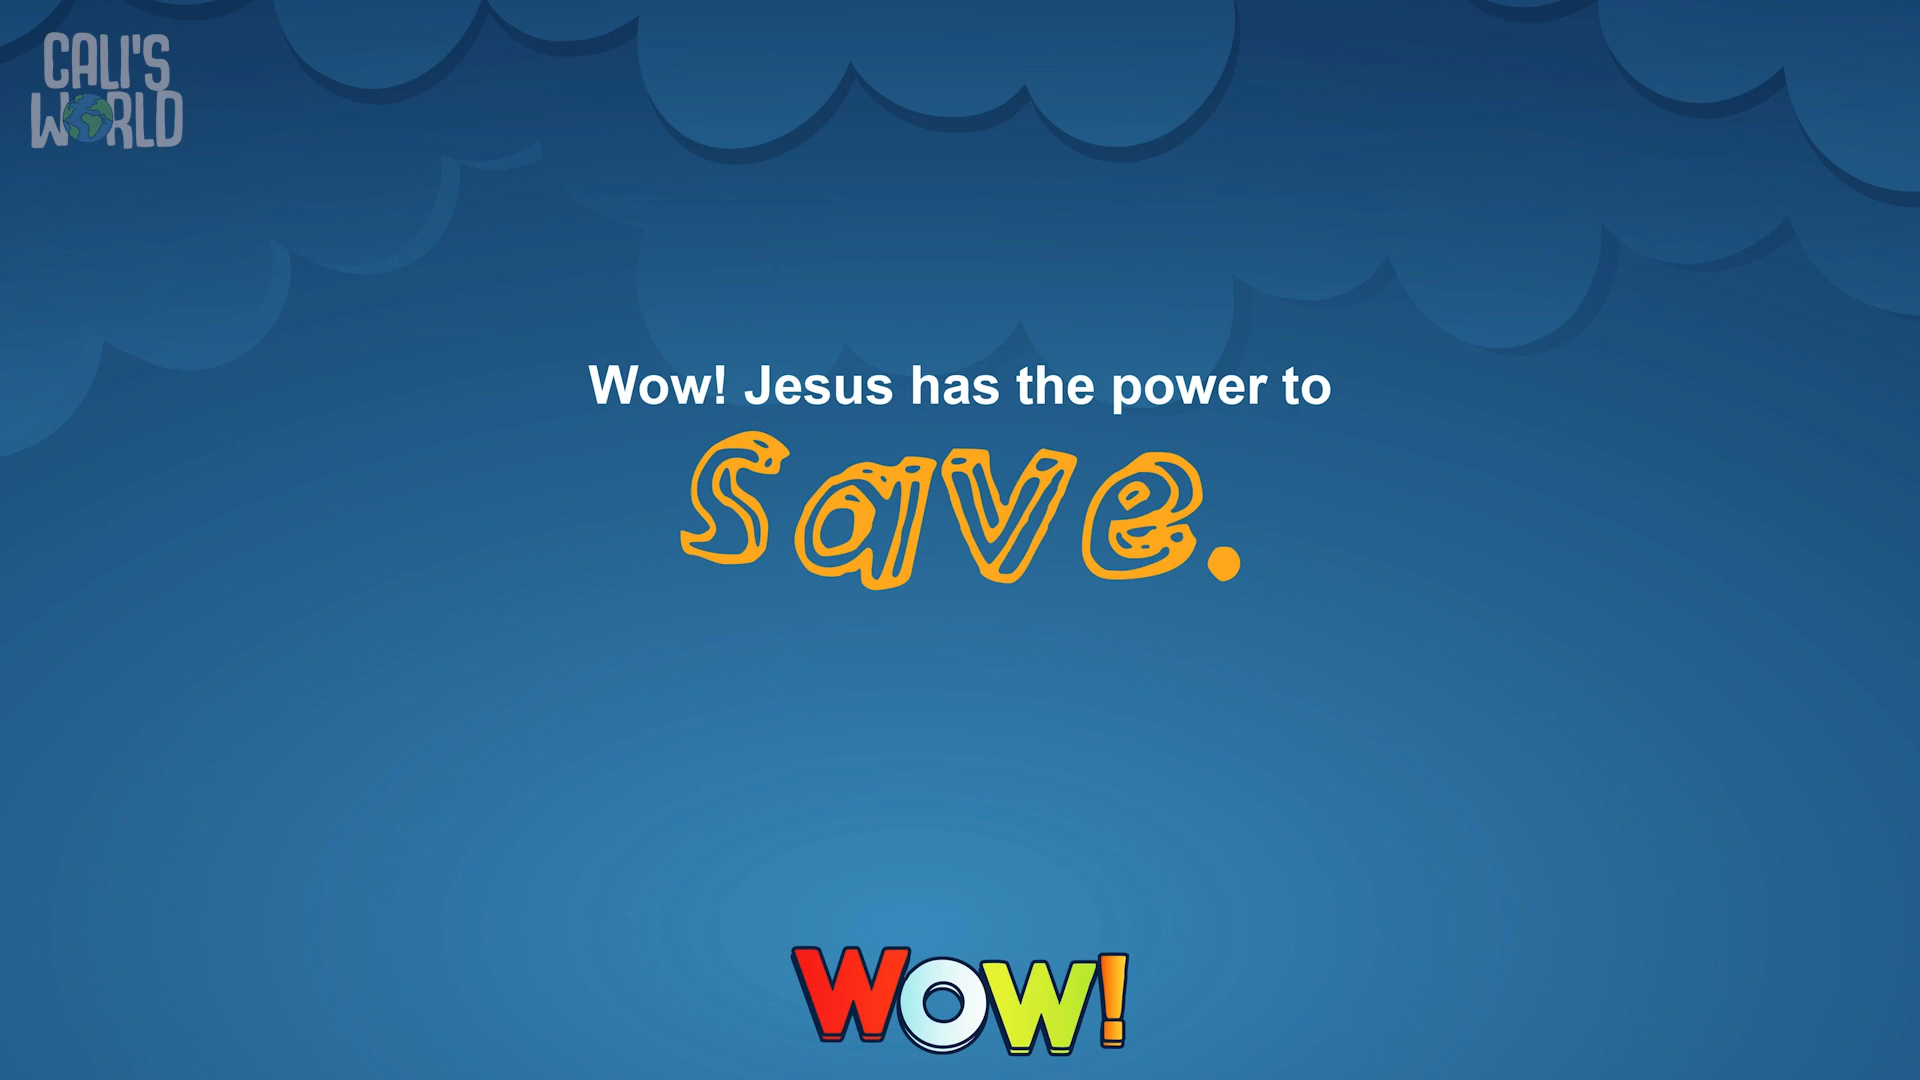 CALI'S
WORLD
Wow! Jesus has the power to
save.
WOW!